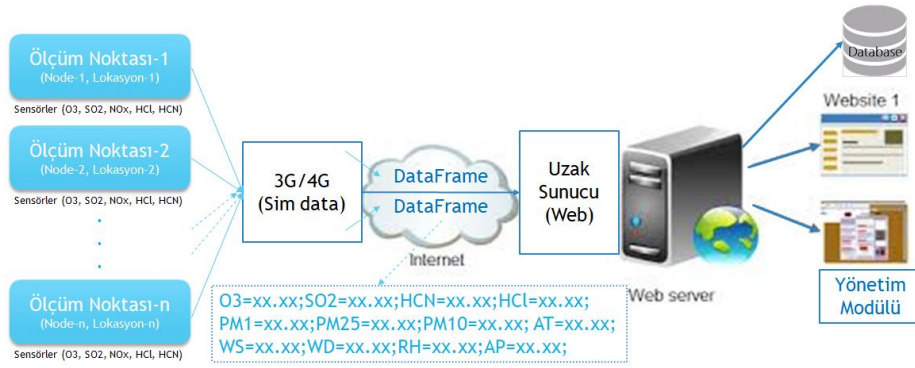 Ölçüm Noktası-1
(Node-1, Lokasyon-1)
Sensörler (O3, SO2, NOx, HCl, HCN)
Ölçüm Noktası-2
(Node-2, Lokasyon-2)
Sensörler (O3, SO2, NOx, HCl, HCN)
Ölçüm Noktası-n
(Node-n, Lokasyon-n)
Sensörler (O3, SO2, NOx, HCl, HCN)
3G/4G
(Sim data)
DataFrame
DataFrame
Internet
O3=xx.xx;SO2=xx.xx;HCN=xx.xx;HCl=xx.xx;
PM1=xx.xx;PM25=xx.xx;PM10=xx.xx; AT=xx.xx;
WS=xx.xx;WD=xx.xx;RH=xx.xx;AP=xx.xx;
Uzak
Sunucu
(Web)
Web server
Database
Website 1
Yönetim
Modülü